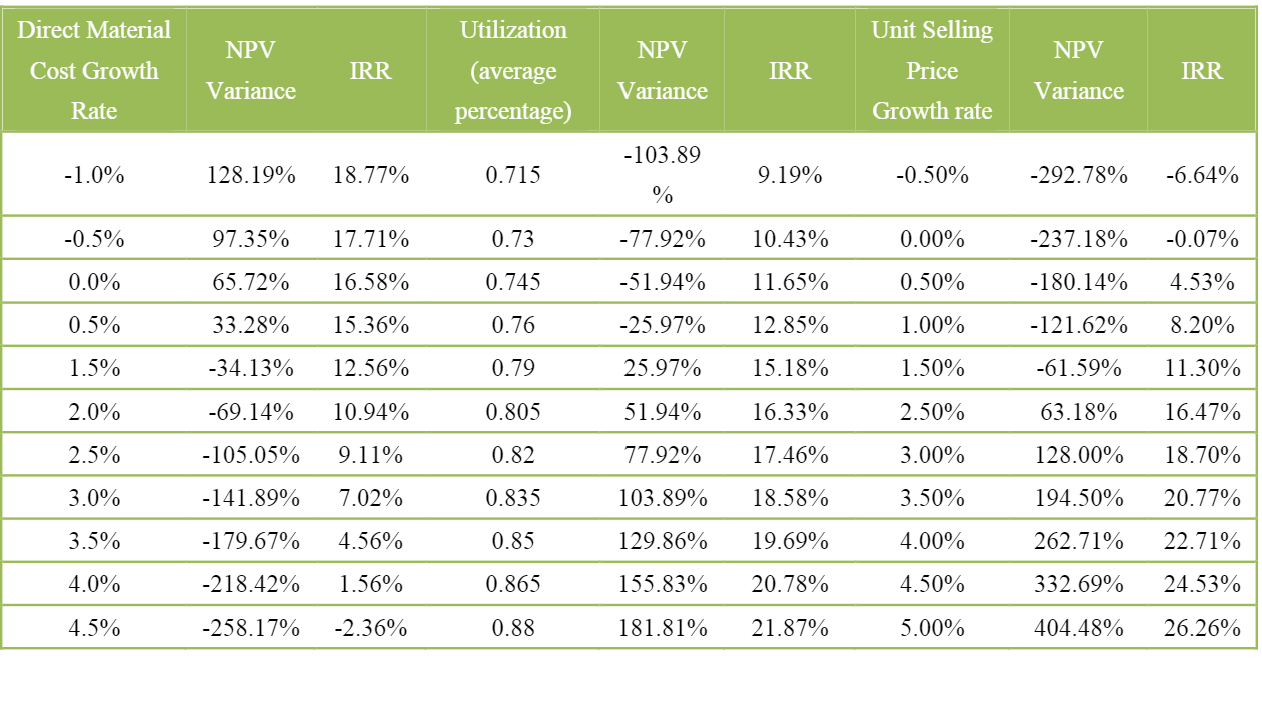 Direct Material Cost Growth Rate NPV Variance IRR Utilization (average percentage) NPV Variance IRR Unit Selling Price Growth rate NPV Variance IRR
-1.0% 128.19% 18.77% 0.715 -103.89 % 9.19% -0.50% -292.78% -6.64%
-0.5% 97.35% 17.71% 0.73 -77.92% 10.43% 0.00% -237.18% -0.07%
0.0% 65.72% 16.58% 0.745 -51.94% 11.65% 0.50% -180.14% 4.53%
0.5% 33.28% 15.36% 0.76 -25.97% 12.85% 1.00% -121.62% 8.20%
1.5% -34.13% 12.56% 0.79 25.97% 15.18% 1.50% -61.59% 11.30%
2.0% -69.14% 10.94% 0.805 51.94% 16.33% 2.50% 63.18% 16.47%
2.5% -105.05% 9.11% 0.82 77.92% 17.46% 3.00% 128.00% 18.70%
3.0% -141.89% 7.02% 0.835 103.89% 18.58% 3.50% 194.50% 20.77%
3.5% -179.67% 4.56% 0.85 129.86% 19.69% 4.00% 262.71% 22.71%
4.0% -218.42% 1.56% 0.865 155.83% 20.78% 4.50% 332.69% 24.53%
4.5% -258.17% -2.36% 0.88 181.81% 21.87% 5.00% 404.48% 26.26%